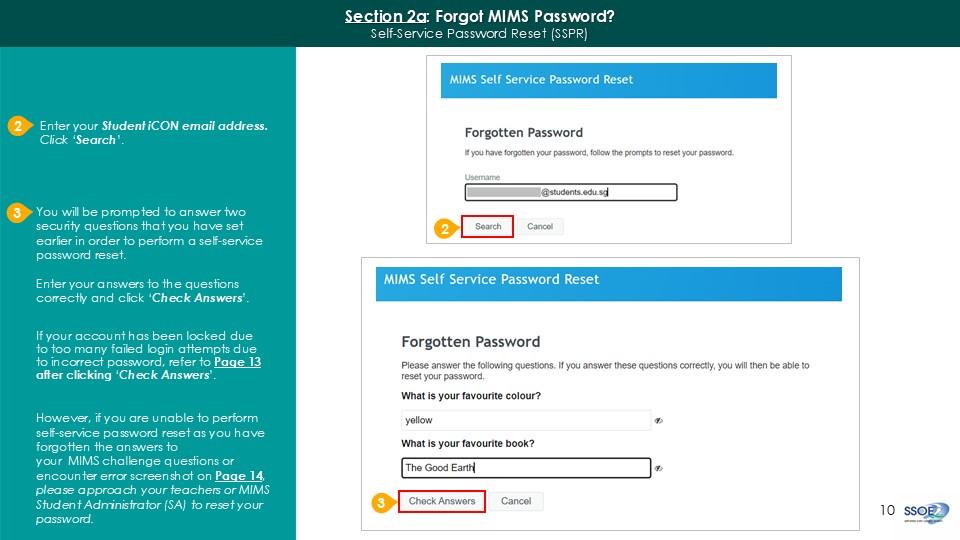 Section 2a: Forgot MIMS Password?
Self-Service Password Reset (SSPR)
2
Enter your Student iCON email address.
Click ‘Search’.
3
You will be prompted to answer two
security questions that you have set
earlier in order to perform a self-service
password reset.
Enter your answers to the questions
correctly and click ‘Check Answers’.
If your account has been locked due
to too many failed login attempts due
to incorrect password, refer to Page 13
after clicking ‘Check Answers’.
However, if you are unable to perform
self-service password reset as you have
forgotten the answers to
your MIMS challenge questions or
encounter error screenshot on Page 14,
please approach your teachers or MIMS
Student Administrator (SA) to reset your
password.
MIMS Self Service Password Reset
Forgotten Password
If you have forgotten your password, follow the prompts to reset your password.
Username
@students.edu.sg
2
Search Cancel
MIMS Self Service Password Reset
Forgotten Password
Please answer the following questions. If you answer these questions correctly, you will then be able to
reset your password.
What is your favourite colour?
yellow
What is your favourite book?
The Good Earth
3
Check Answers Cancel
10
SSOE